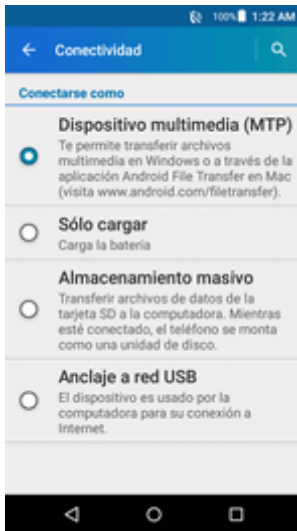 100% 1:22 AM
Conectividad
Conectarse como
Dispositivo multimedia (MTP)
Te permite transferir archivos
multimedia en Windows o a través de la
aplicación Android File Transfer en Mac
(visita www.android.com/filetransfer).
Sólo cargar
Carga la batería
Almacenamiento masivo
Transferir archivos de datos de la
tarjeta SD a la computadora. Mientras
esté conectado, el teléfono se monta
como una unidad de disco.
Anclaje a red USB
El dispositivo es usado por la
computadora para su conexión a
Internet.